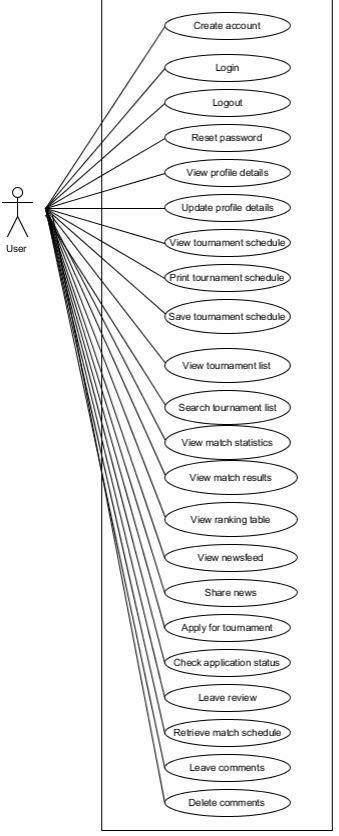 Create account
Login
Logout
Reset password
View profile details
Update profile details
View tournament schedule
Print tournament schedule
Save tournament schedule
View tournament list
Search tournament list
View match statistics
View match results
View ranking table
View newsfeed
Share news
Apply for tournament
Check application status
Leave review
Retrieve match schedule
Leave comments
Delete comments
User